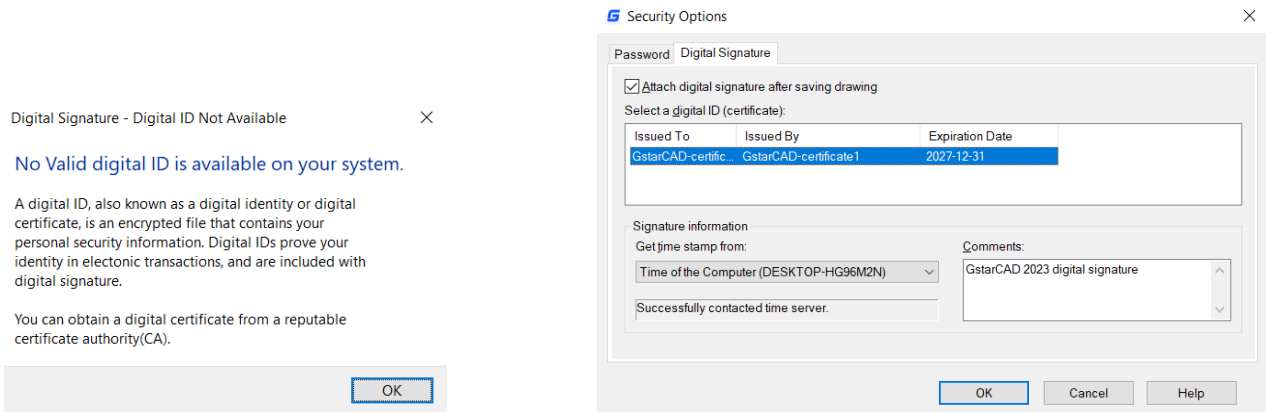 Digital Signature - Digital ID Not Available
No Valid digital ID is available on your system.
A digital ID, also known as a digital identity or digital
certificate, is an encrypted file that contains your
personal security information. Digital IDs prove your
identity in electonic transactions, and are included with
digital signature.
You can obtain a digital certificate from a reputable
certificate authority(CA).
OK
Security Options
Password Digital Signature
Attach digital signature after saving drawing
Select a digital ID (certificate):
Issued To Issued By Expiration Date
GstarCAD-certific... GstarCAD-certificate1 2027-12-31
Signature information
Get time stamp from:
Time of the Computer (DESKTOP-HG96M2N)
Successfully contacted time server.
Comments:
GstarCAD 2023 digital signature
OK Cancel Help